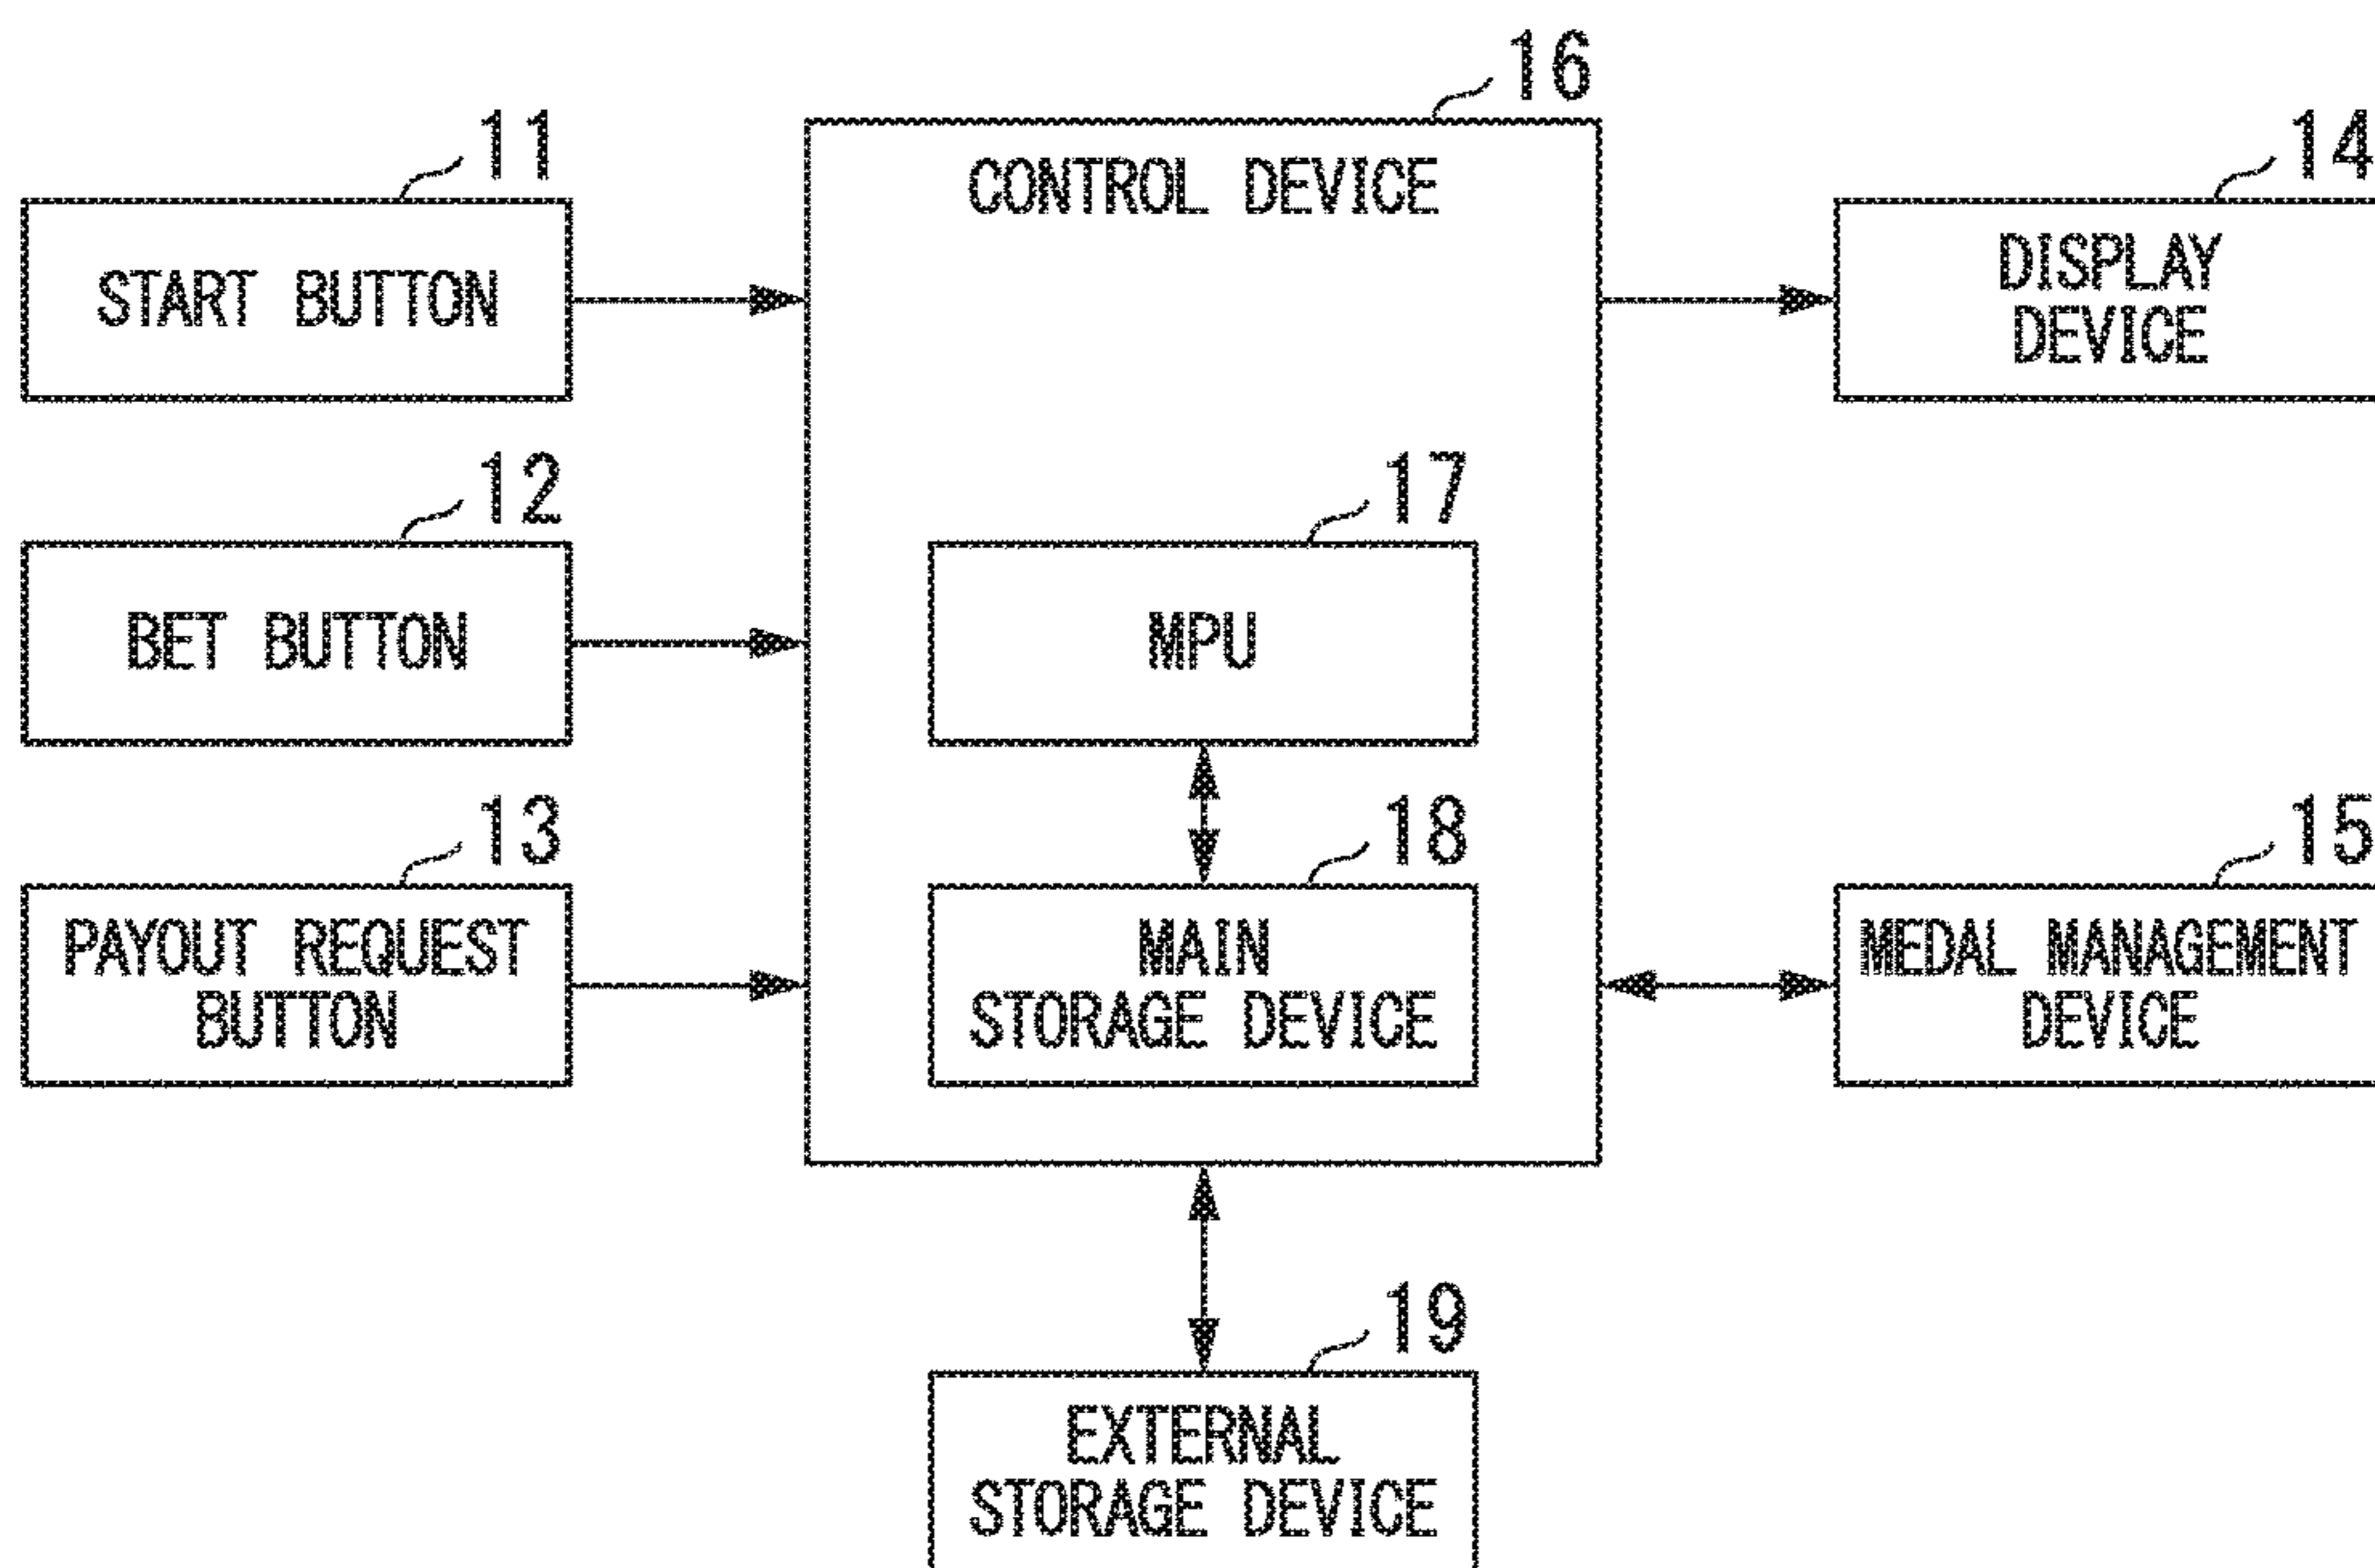 16
11
14
CONTROL DEVICE
START BUTTON
DISPLAY
DEVICE
12
17
BET BUTTON
MPU
13
18
15
PAYOUT REQUEST
BUTTON
MAIN
STORAGE DEVICE
MEDAL MANAGEMENT
DEVICE
19
EXTERNAL
STORAGE DEVICE